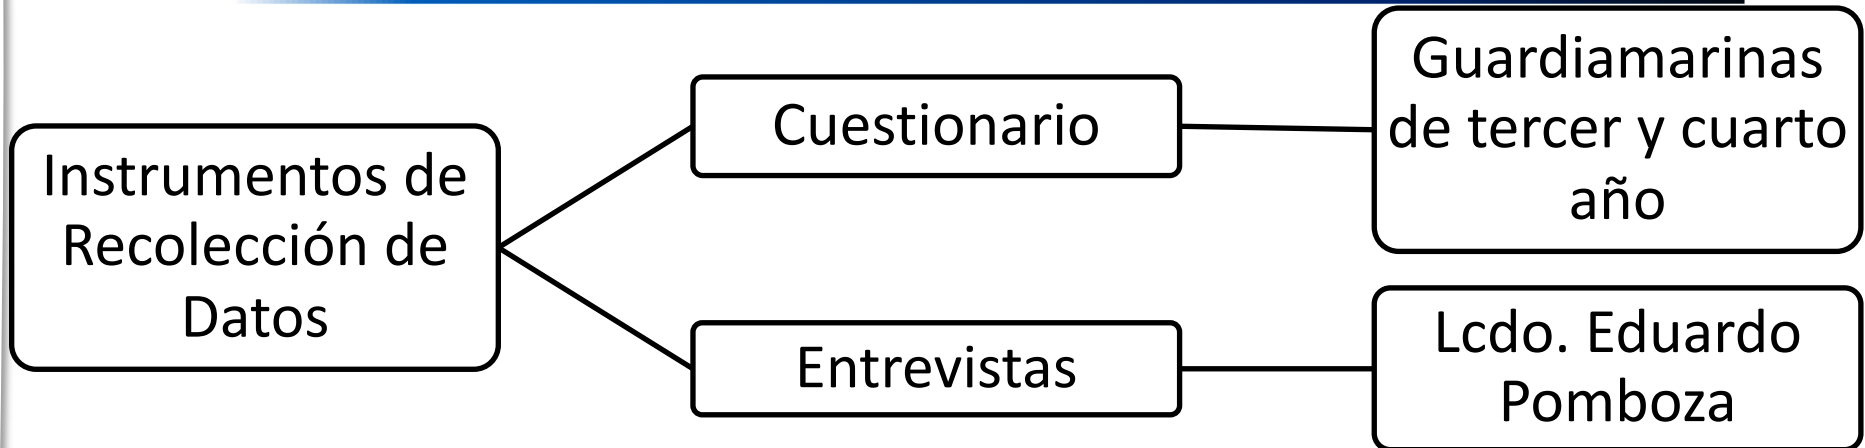 Instrumentos de
Recolección de
Datos
Cuestionario
Guardiamarinas
de tercer y cuarto
año
Entrevistas
Lcdo. Eduardo
Pomboza